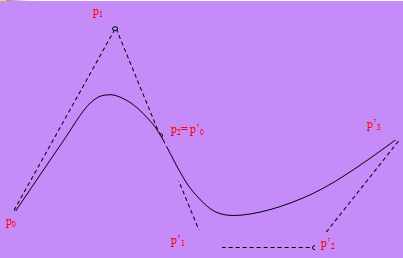 p₁
p₂= p'₀
p'₃
p₀
p'₁
p'₂